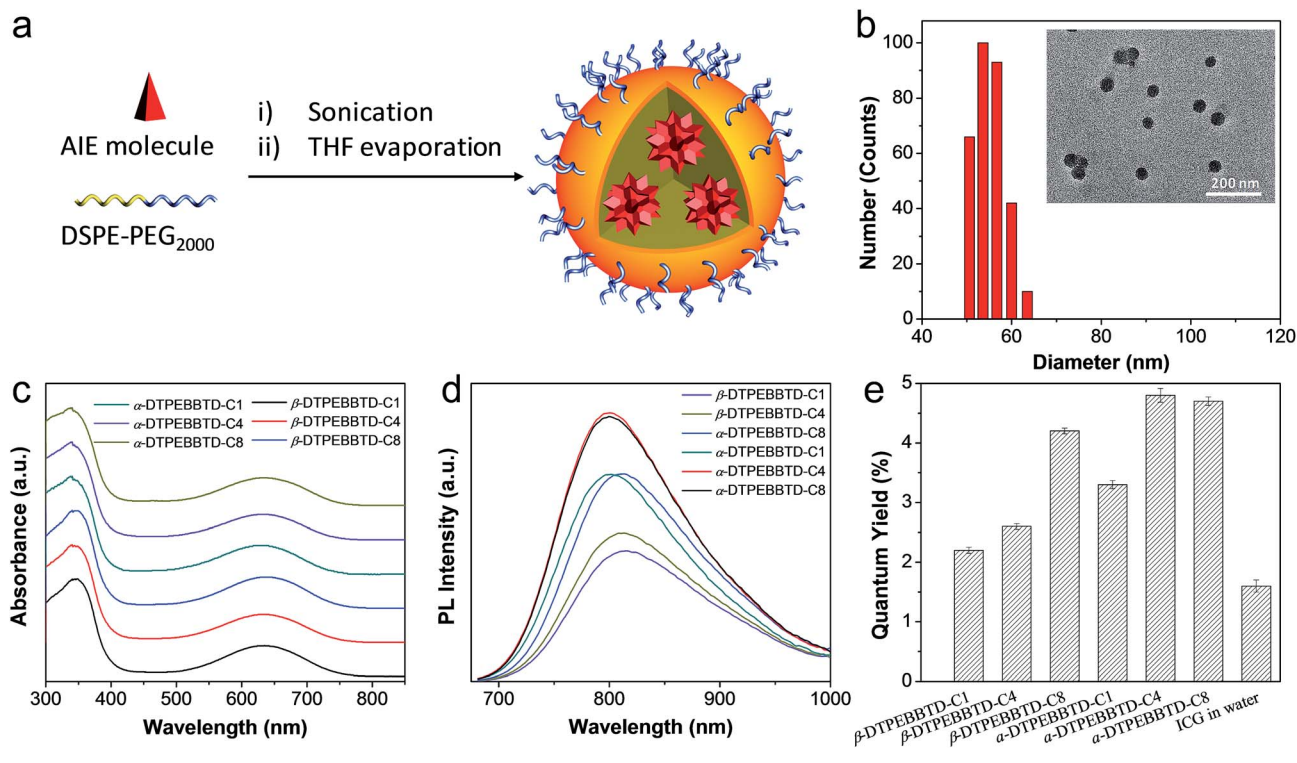 a
AIE molecule
DSPE-PEG2000
i) Sonication
ii) THF evaporation
b
Number (Counts)
100
80
60
40
20
0
200 nm
40 60 80 100 120
Diameter (nm)
c
Absorbance (a.u.)
α-DTPEBBTD-C1 β-DTPEBBTD-C1
α-DTPEBBTD-C4 β-DTPEBBTD-C4
α-DTPEBBTD-C8 β-DTPEBBTD-C8
300 400 500 600 700 800
Wavelength (nm)
d
PL Intensity (a.u.)
β-DTPEBBTD-C1
β-DTPEBBTD-C4
α-DTPEBBTD-C8
α-DTPEBBTD-C1
α-DTPEBBTD-C4
α-DTPEBBTD-C8
700 800 900 1000
Wavelength (nm)
e
Quantum Yield (%)
5
4
3
2
1
0
β-DTPEBBTD-C1
β-DTPEBBTD-C4
β-DTPEBBTD-C8
α-DTPEBBTD-C1
α-DTPEBBTD-C4
α-DTPEBBTD-C8
ICG in water